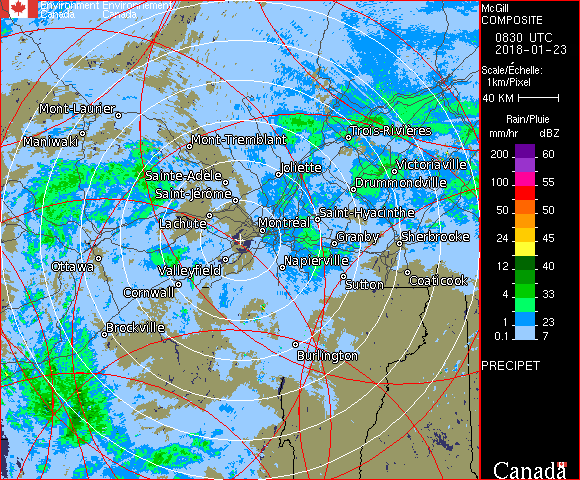 Environment Environnement
Canada Canada
McGill
COMPOSITE
0830 UTC
2018-01-23
Scale/Échelle:
1km/Pixel
40 KM
Rain/Pluie
mm/hr dBZ
200 60
100 55
50 50
24 45
12 40
4 33
1 23
0.1 7
PRECIPET
Canada
Mont-Laurier
Maniwaki
Mont-Tremblant
Trois-Rivières
Joliette
Victoriaville
Sainte-Adèle
Drummondville
Saint-Jérôme
Saint-Hyacinthe
Lachute
Montréal
Granby
Sherbrooke
Ottawa
Valleyfield
Napierville
Sutton
Coaticook
Cornwall
Brockville
Burlington